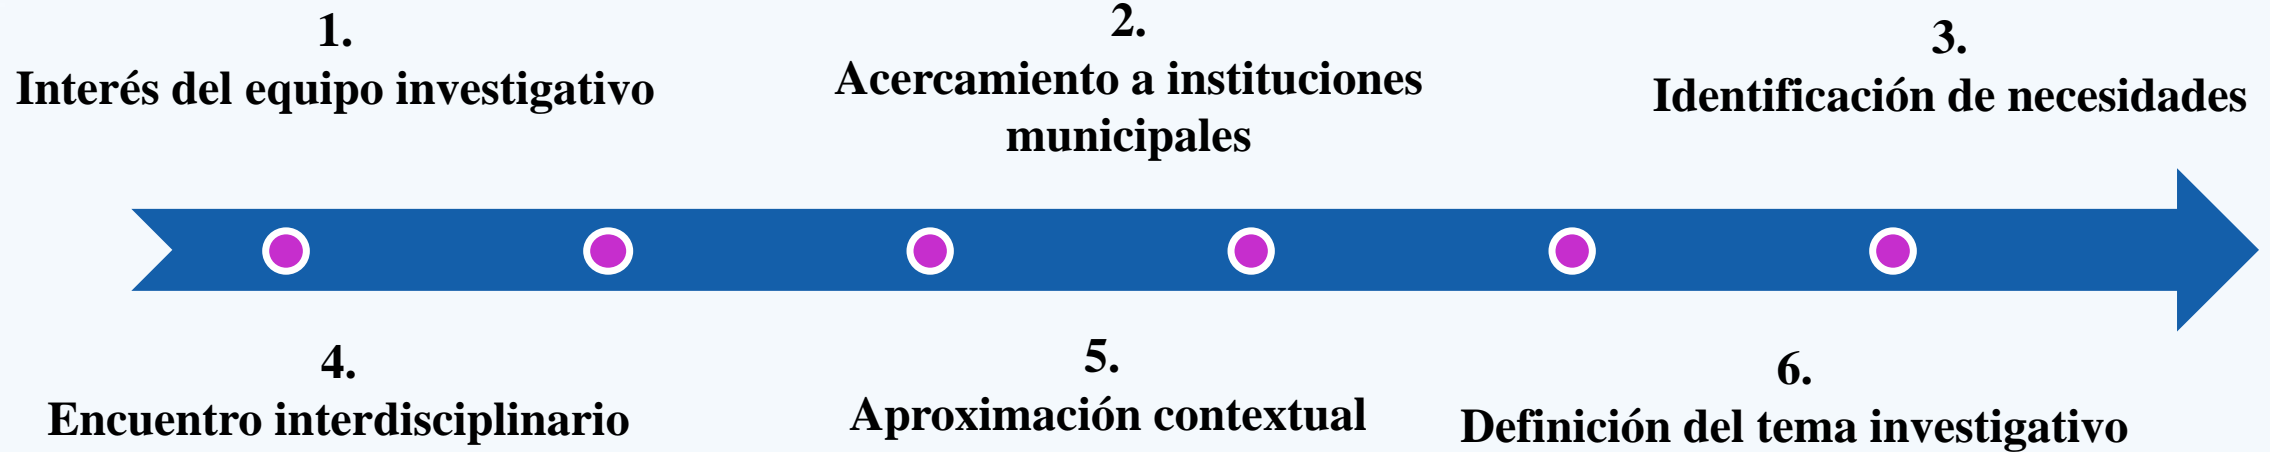 1.
Interés del equipo investigativo
2.
Acercamiento a instituciones
municipales
3.
Identificación de necesidades
4.
Encuentro interdisciplinario
5.
Aproximación contextual
6.
Definición del tema investigativo